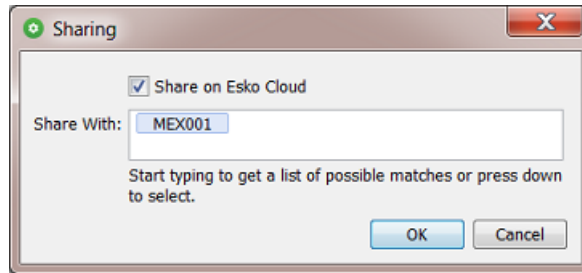 Sharing
Share on Esko Cloud
Share With: MEX001
Start typing to get a list of possible matches or press down
to select.
OK Cancel